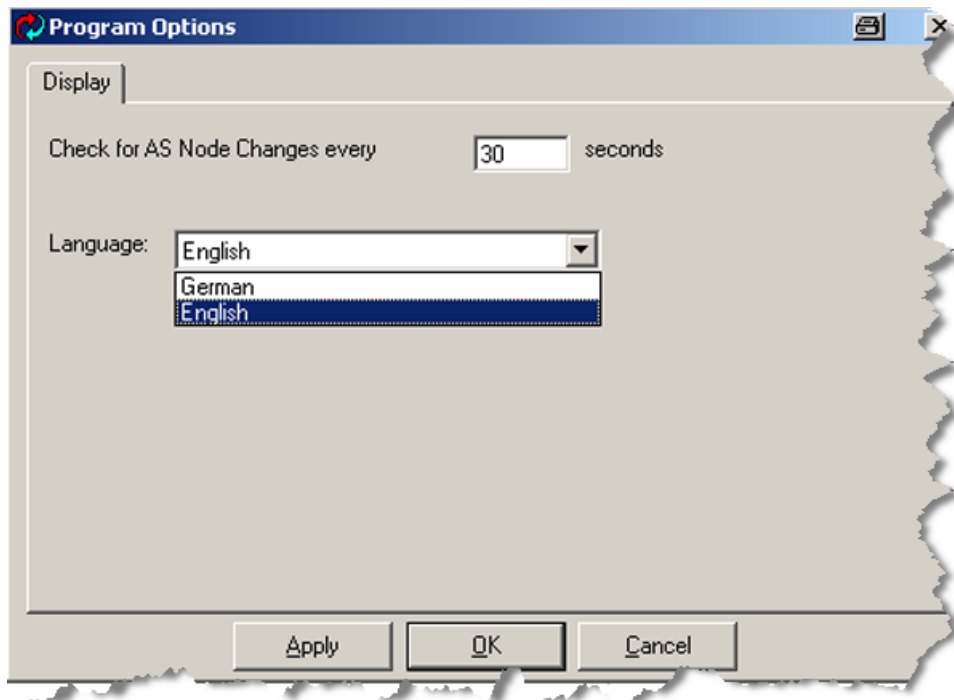 Program Options
Display
Check for AS Node Changes every 30 seconds
Language: English
German
English
Apply OK Cancel